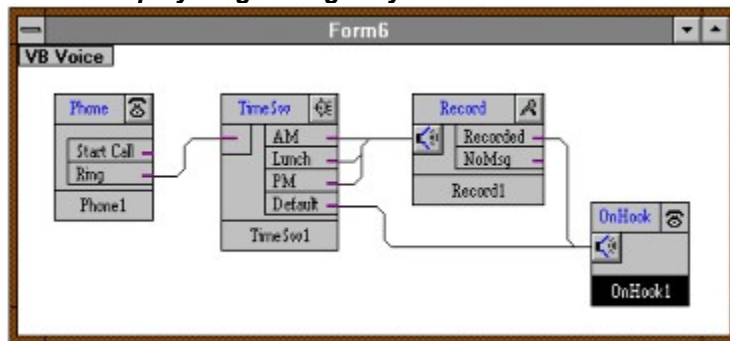 Form6
VB Voice
Phone
Start Call
Ring
Phone1
TimeSw
AM
Lunch
PM
Default
TimeSw1
Record
Recorded
NoMsg
Record1
OnHook
OnHook1